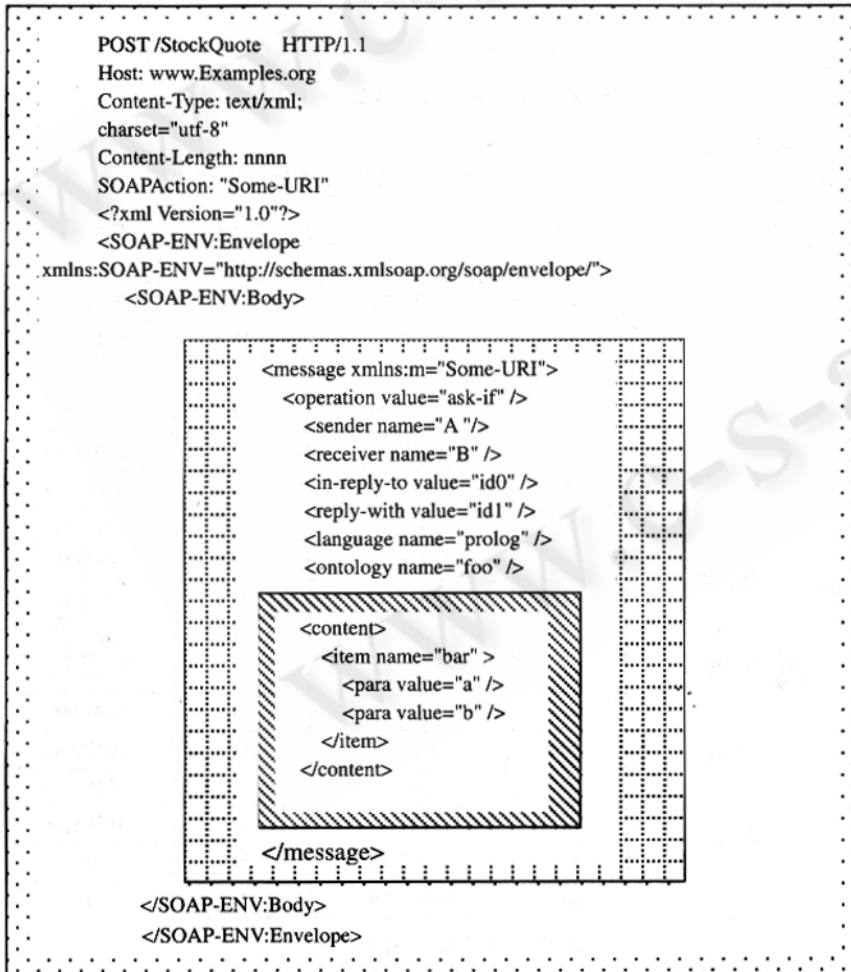 POST /StockQuote HTTP/1.1
Host: www.Examples.org
Content-Type: text/xml;
charset="utf-8"
Content-Length: nnnn
SOAPAction: "Some-URI"
<?xml Version="1.0"?>
<SOAP-ENV:Envelope
xmlns:SOAP-ENV="http://schemas.xmlsoap.org/soap/envelope/">
<SOAP-ENV:Body>
<message xmlns:m="Some-URI">
<operation value="ask-if" />
<sender name="A "/>
<receiver name="B" />
<in-reply-to value="id0" />
<reply-with value="id1" />
<language name="prolog" />
<ontology name="foo" />
<content>
<item name="bar" >
<para value="a" />
<para value="b" />
</item>
</content>
</message>
</SOAP-ENV:Body>
</SOAP-ENV:Envelope>